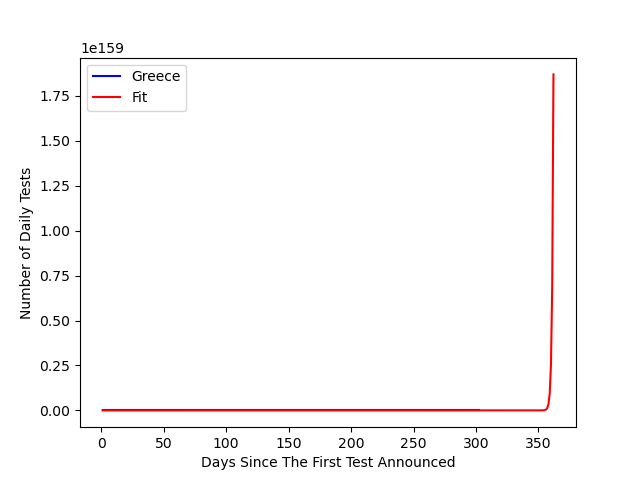 1e159
Greece
Fit
1.75
1.50
1.25
1.00
0.75
0.50
0.25
0.00
Number of Daily Tests
0 50 100 150 200 250 300 350
Days Since The First Test Announced